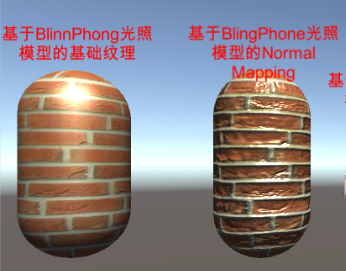 基于BlinnPhong光照
模型的基础纹理
基于BlingPhone光照
模型的Normal
Mapping
基